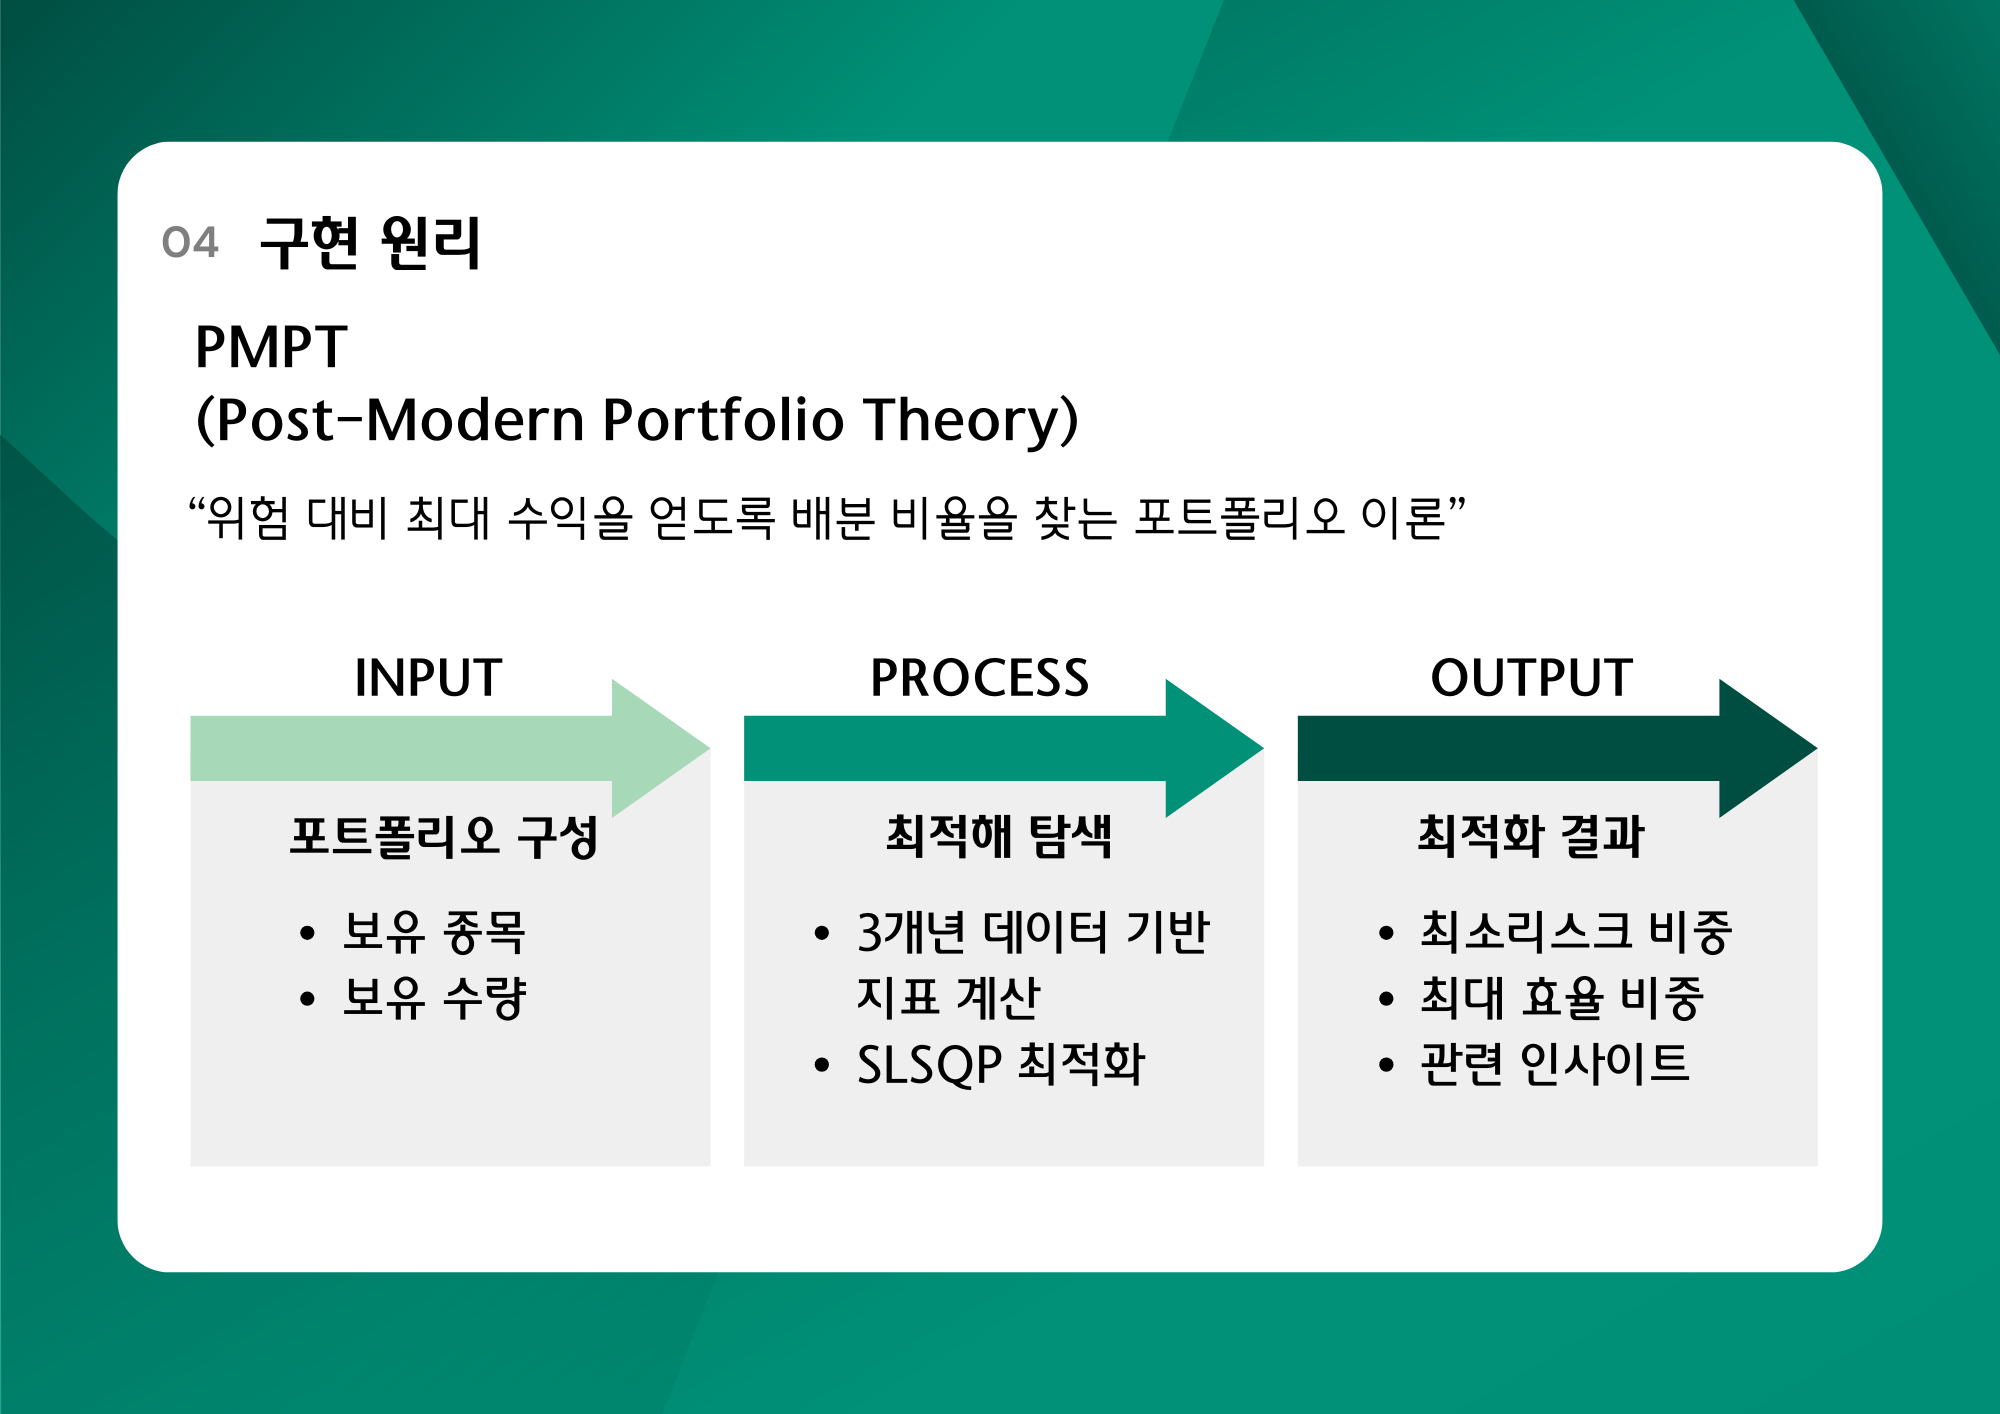 04 구현 원리
PMPT
(Post-Modern Portfolio Theory)
“위험 대비 최대 수익을 얻도록 배분 비율을 찾는 포트폴리오 이론”
INPUT
포트폴리오 구성
• 보유 종목
• 보유 수량
PROCESS
최적해 탐색
• 3개년 데이터 기반
지표 계산
• SLSQP 최적화
OUTPUT
최적화 결과
• 최소리스크 비중
• 최대 효율 비중
• 관련 인사이트